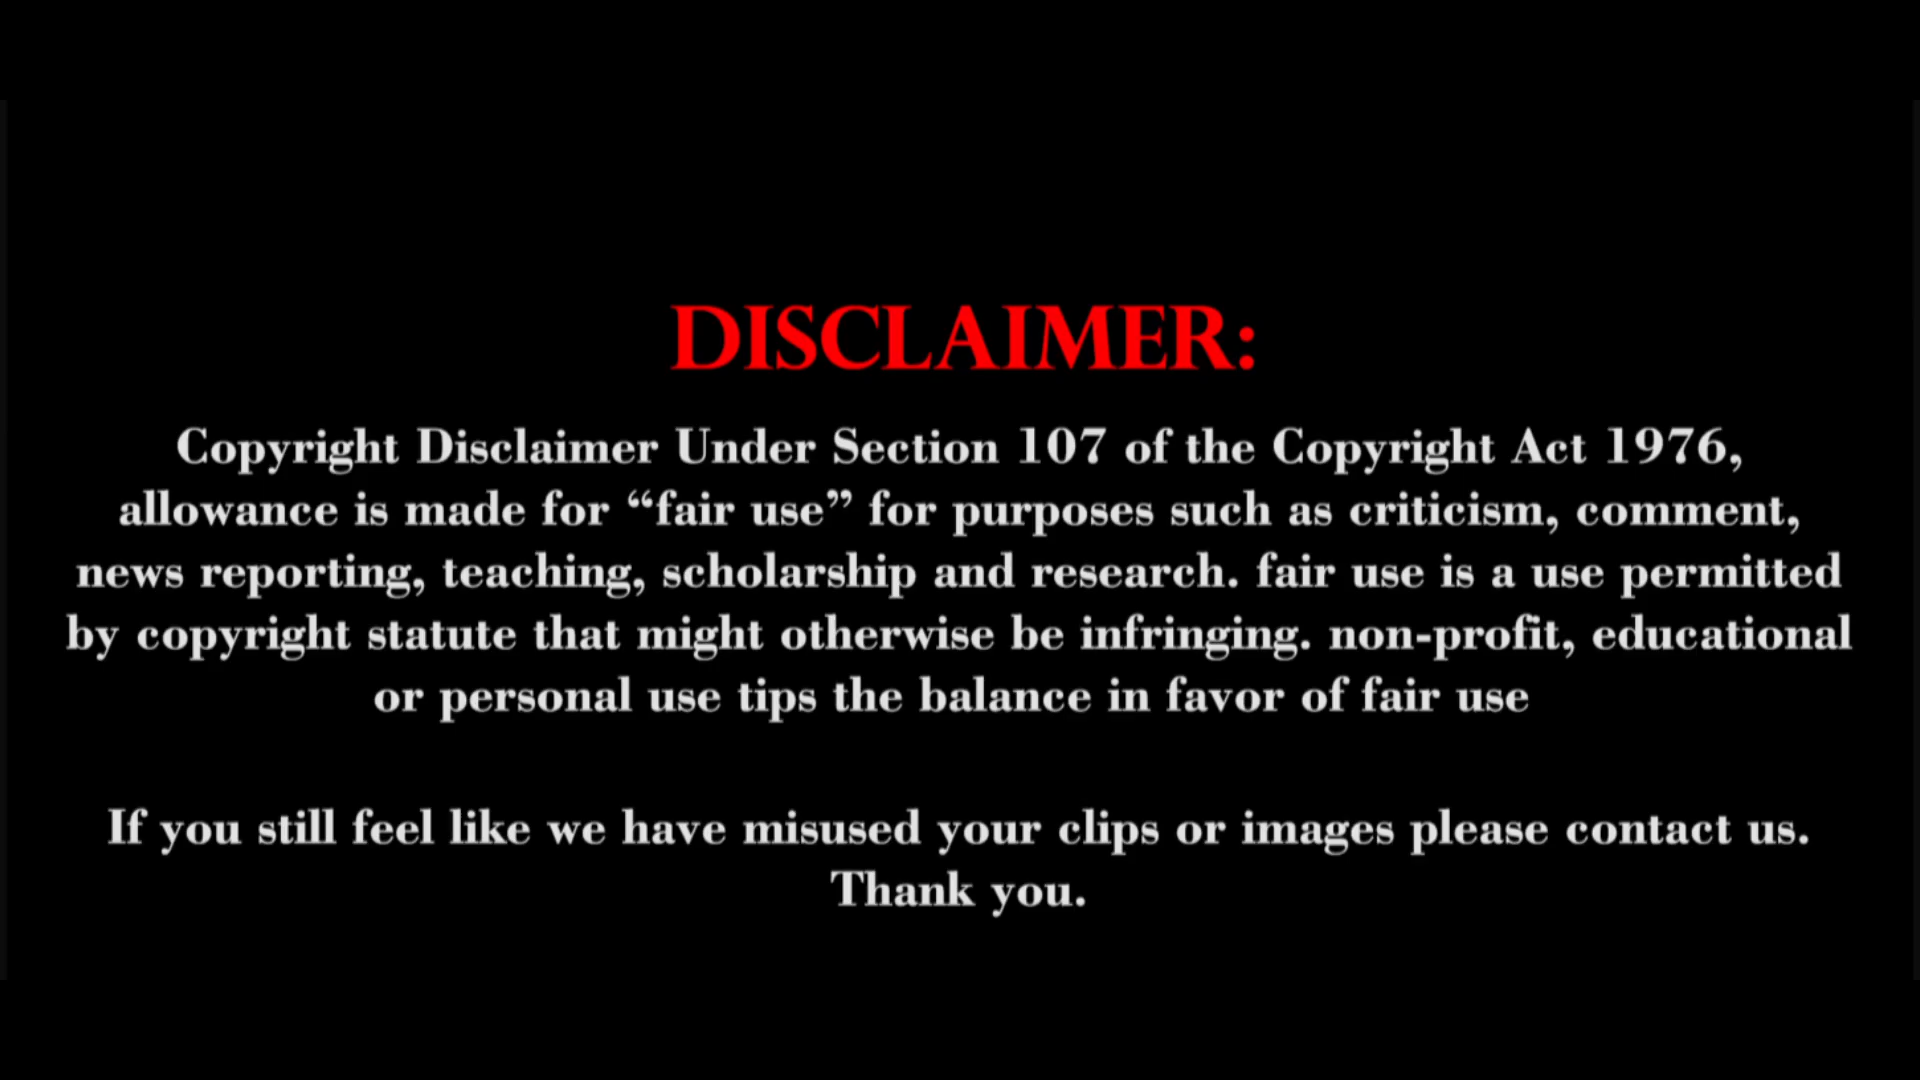 DISCLAIMER:
Copyright Disclaimer Under Section 107 of the Copyright Act 1976,
allowance is made for “fair use” for purposes such as criticism, comment,
news reporting, teaching, scholarship and research. fair use is a use permitted
by copyright statute that might otherwise be infringing. non-profit, educational
or personal use tips the balance in favor of fair use
If you still feel like we have misused your clips or images please contact us.
Thank you.